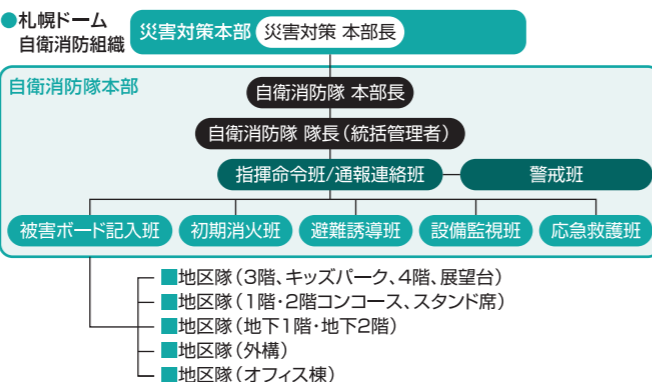 ●札幌ドーム
自衛消防組織
災害対策本部 災害対策 本部長
自衛消防隊本部
自衛消防隊 本部長
自衛消防隊 隊長(統括管理者)
指揮命令班/通報連絡班 警戒班
被害ボード記入班 初期消火班 避難誘導班 設備監視班 応急救護班
■地区隊(3階、キッズパーク、4階、展望台)
■地区隊(1階・2階コンコース、スタンド席)
■地区隊(地下1階・地下2階)
■地区隊(外構)
■地区隊(オフィス棟)